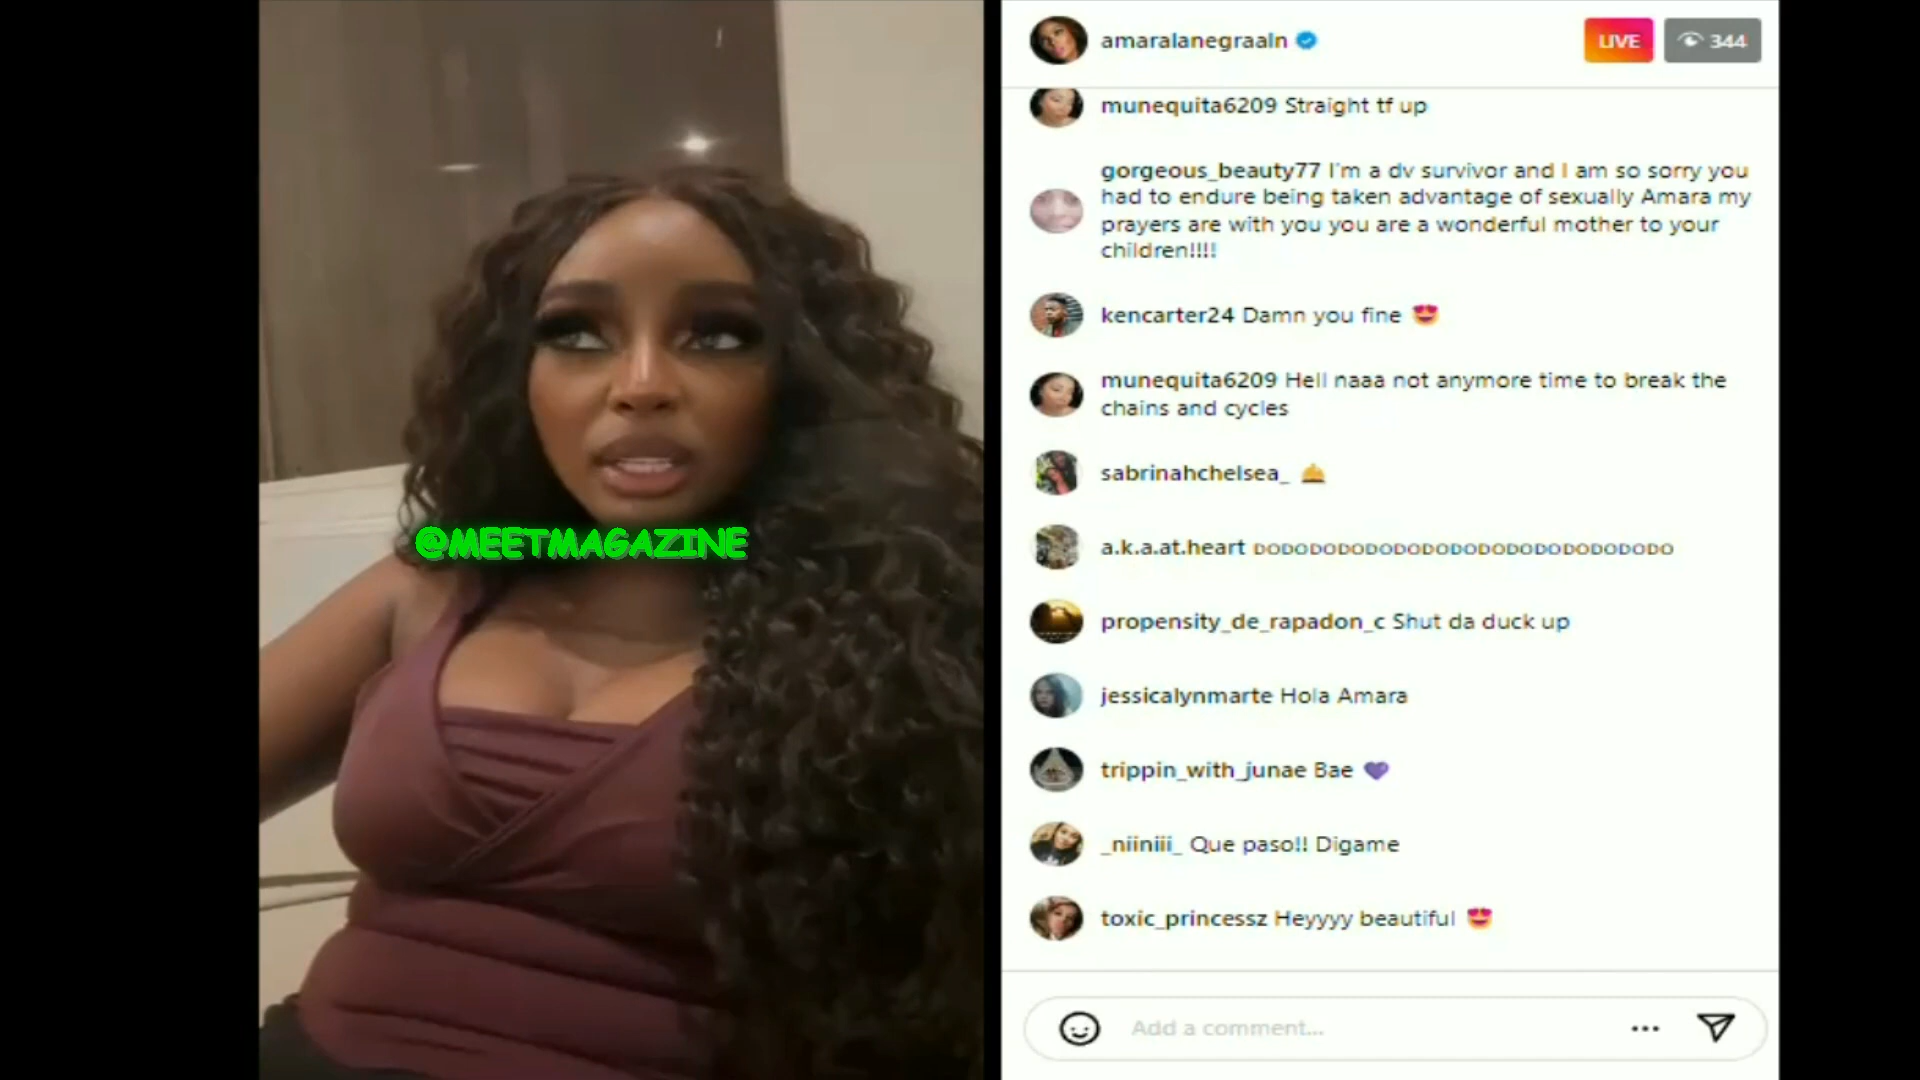 @MEETMAGAZINE
amaralanegraaln
LIVE
344
munequita6209 Straight tf up
gorgeous_beauty77 I'm a dv survivor and I am so sorry you
had to endure being taken advantage of sexually Amara my
prayers are with you you are a wonderful mother to your
children!!!!
kencarter24 Damn you fine 😍
munequita6209 Hell naaa not anymore time to break the
chains and cycles
sabrinahchelsea_ 🛎️
a.k.a.at.heart ᴅᴏᴅᴏᴅᴏᴅᴏᴅᴏᴅᴏᴅᴏᴅᴏᴅᴏᴅᴏᴅᴏᴅᴏᴅᴏᴅᴏᴅᴏ
propensity_de_rapadon_c Shut da duck up
jessicalynmarte Hola Amara
trippin_with_junae Bae 💜
_niiniii_ Que paso!! Digame
toxic_princessz Heyyyy beautiful 😍
Add a comment...